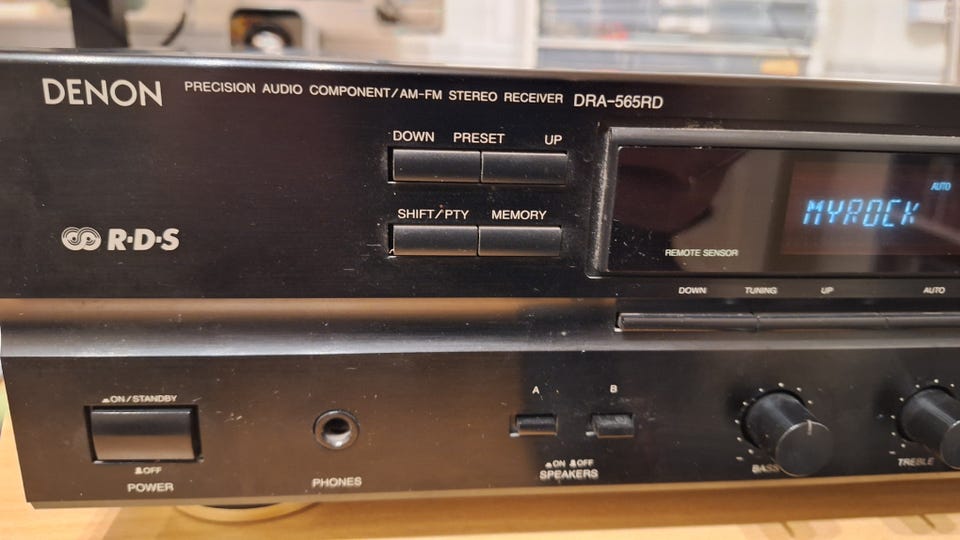 DENON PRECISION AUDIO COMPONENT/AM-FM STEREO RECEIVER DRA-565RD
DOWN PRESET UP
SHIFT/PTY MEMORY
R·D·S
AUTO
MYROCK
REMOTE SENSOR
DOWN TUNING UP AUTO
ON/STANDBY
OFF
POWER
PHONES
A B
ON OFF
SPEAKERS
BASS
TREBLE